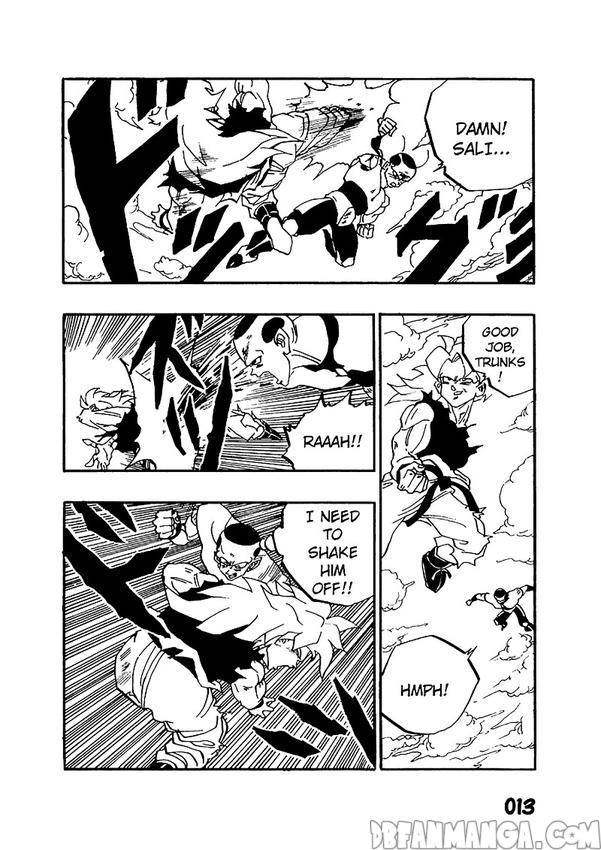 DAMN!
SALI...
GOOD
JOB,
TRUNKS
!
HMPH!
RAAAH!!
I NEED
TO
SHAKE
HIM
OFF!!
013
DBFANMANGA.COM